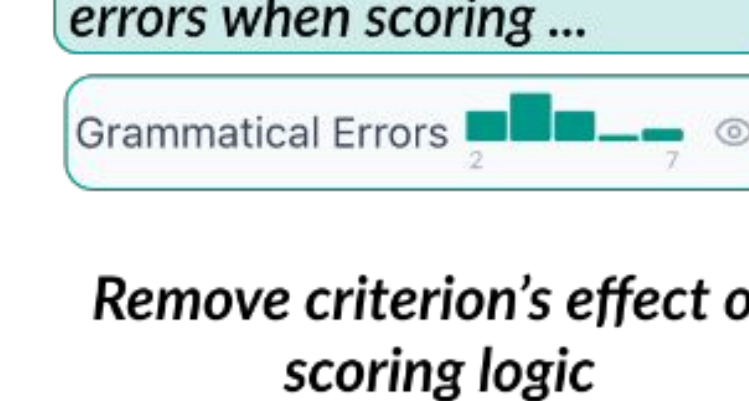 errors when scoring ...
Grammatical Errors
2 7
Remove criterion’s effect
scoring logic